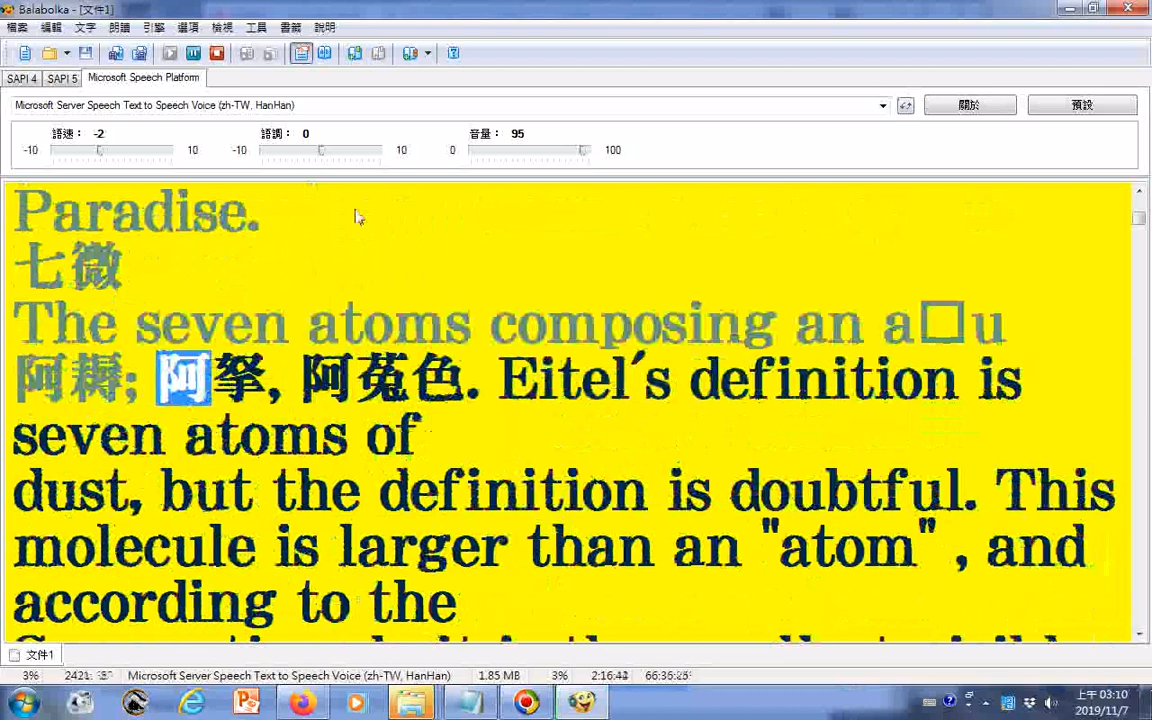 Balabolka - [文件1]
檔案 編輯 文字 朗讀 引擎 選項 檢視 工具 書籤 說明
SAPI 4 SAPI 5 Microsoft Speech Platform
Microsoft Server Speech Text to Speech Voice (zh-TW, HanHan) 關於 預設
語速： -2 語調： 0 音量： 95
-10 10 -10 10 0 100
Paradise.
七微
The seven atoms composing an a□u
阿耨; 阿拏, 阿菟色. Eitel's definition is
seven atoms of
dust, but the definition is doubtful. This
molecule is larger than an "atom" , and
according to the
文件1
3% Microsoft Server Speech Text to Speech Voice (zh-TW, HanHan) 1.85 MB 3% 2:16:43
上午 03:10
2019/11/7